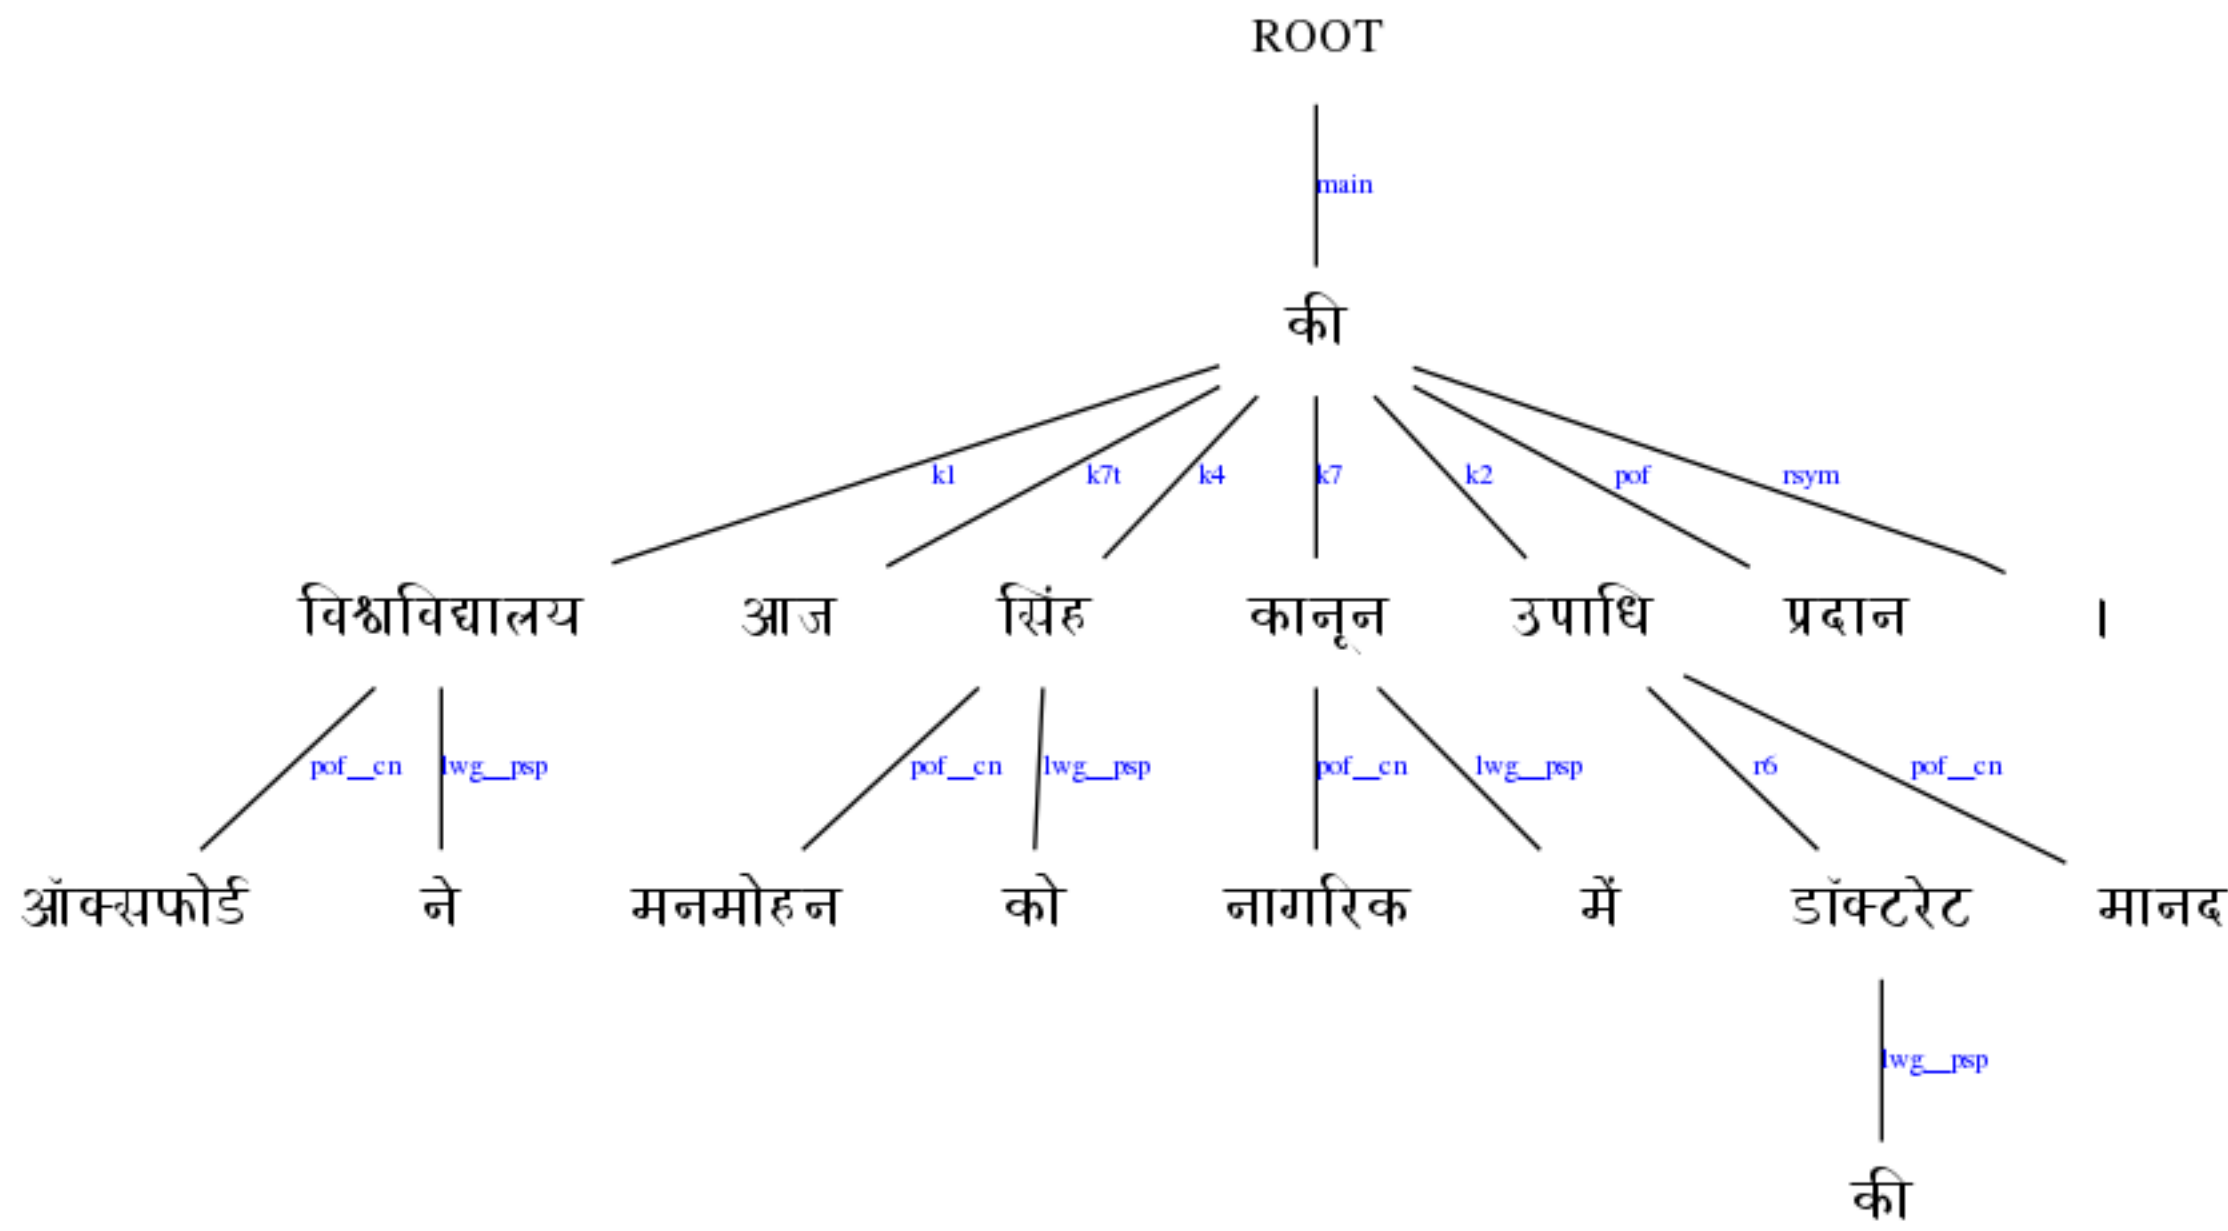 ROOT
main
की
k1 k7t k4 k7 k2 pof rsym
विश्वविद्यालय आज सिंह कानून उपाधि प्रदान ।
pof__cn lwg__psp pof__cn lwg__psp pof__cn lwg__psp r6 pof__cn
ऑक्सफोर्ड ने मनमोहन को नागरिक में डॉक्टरेट मानद
lwg__psp
की